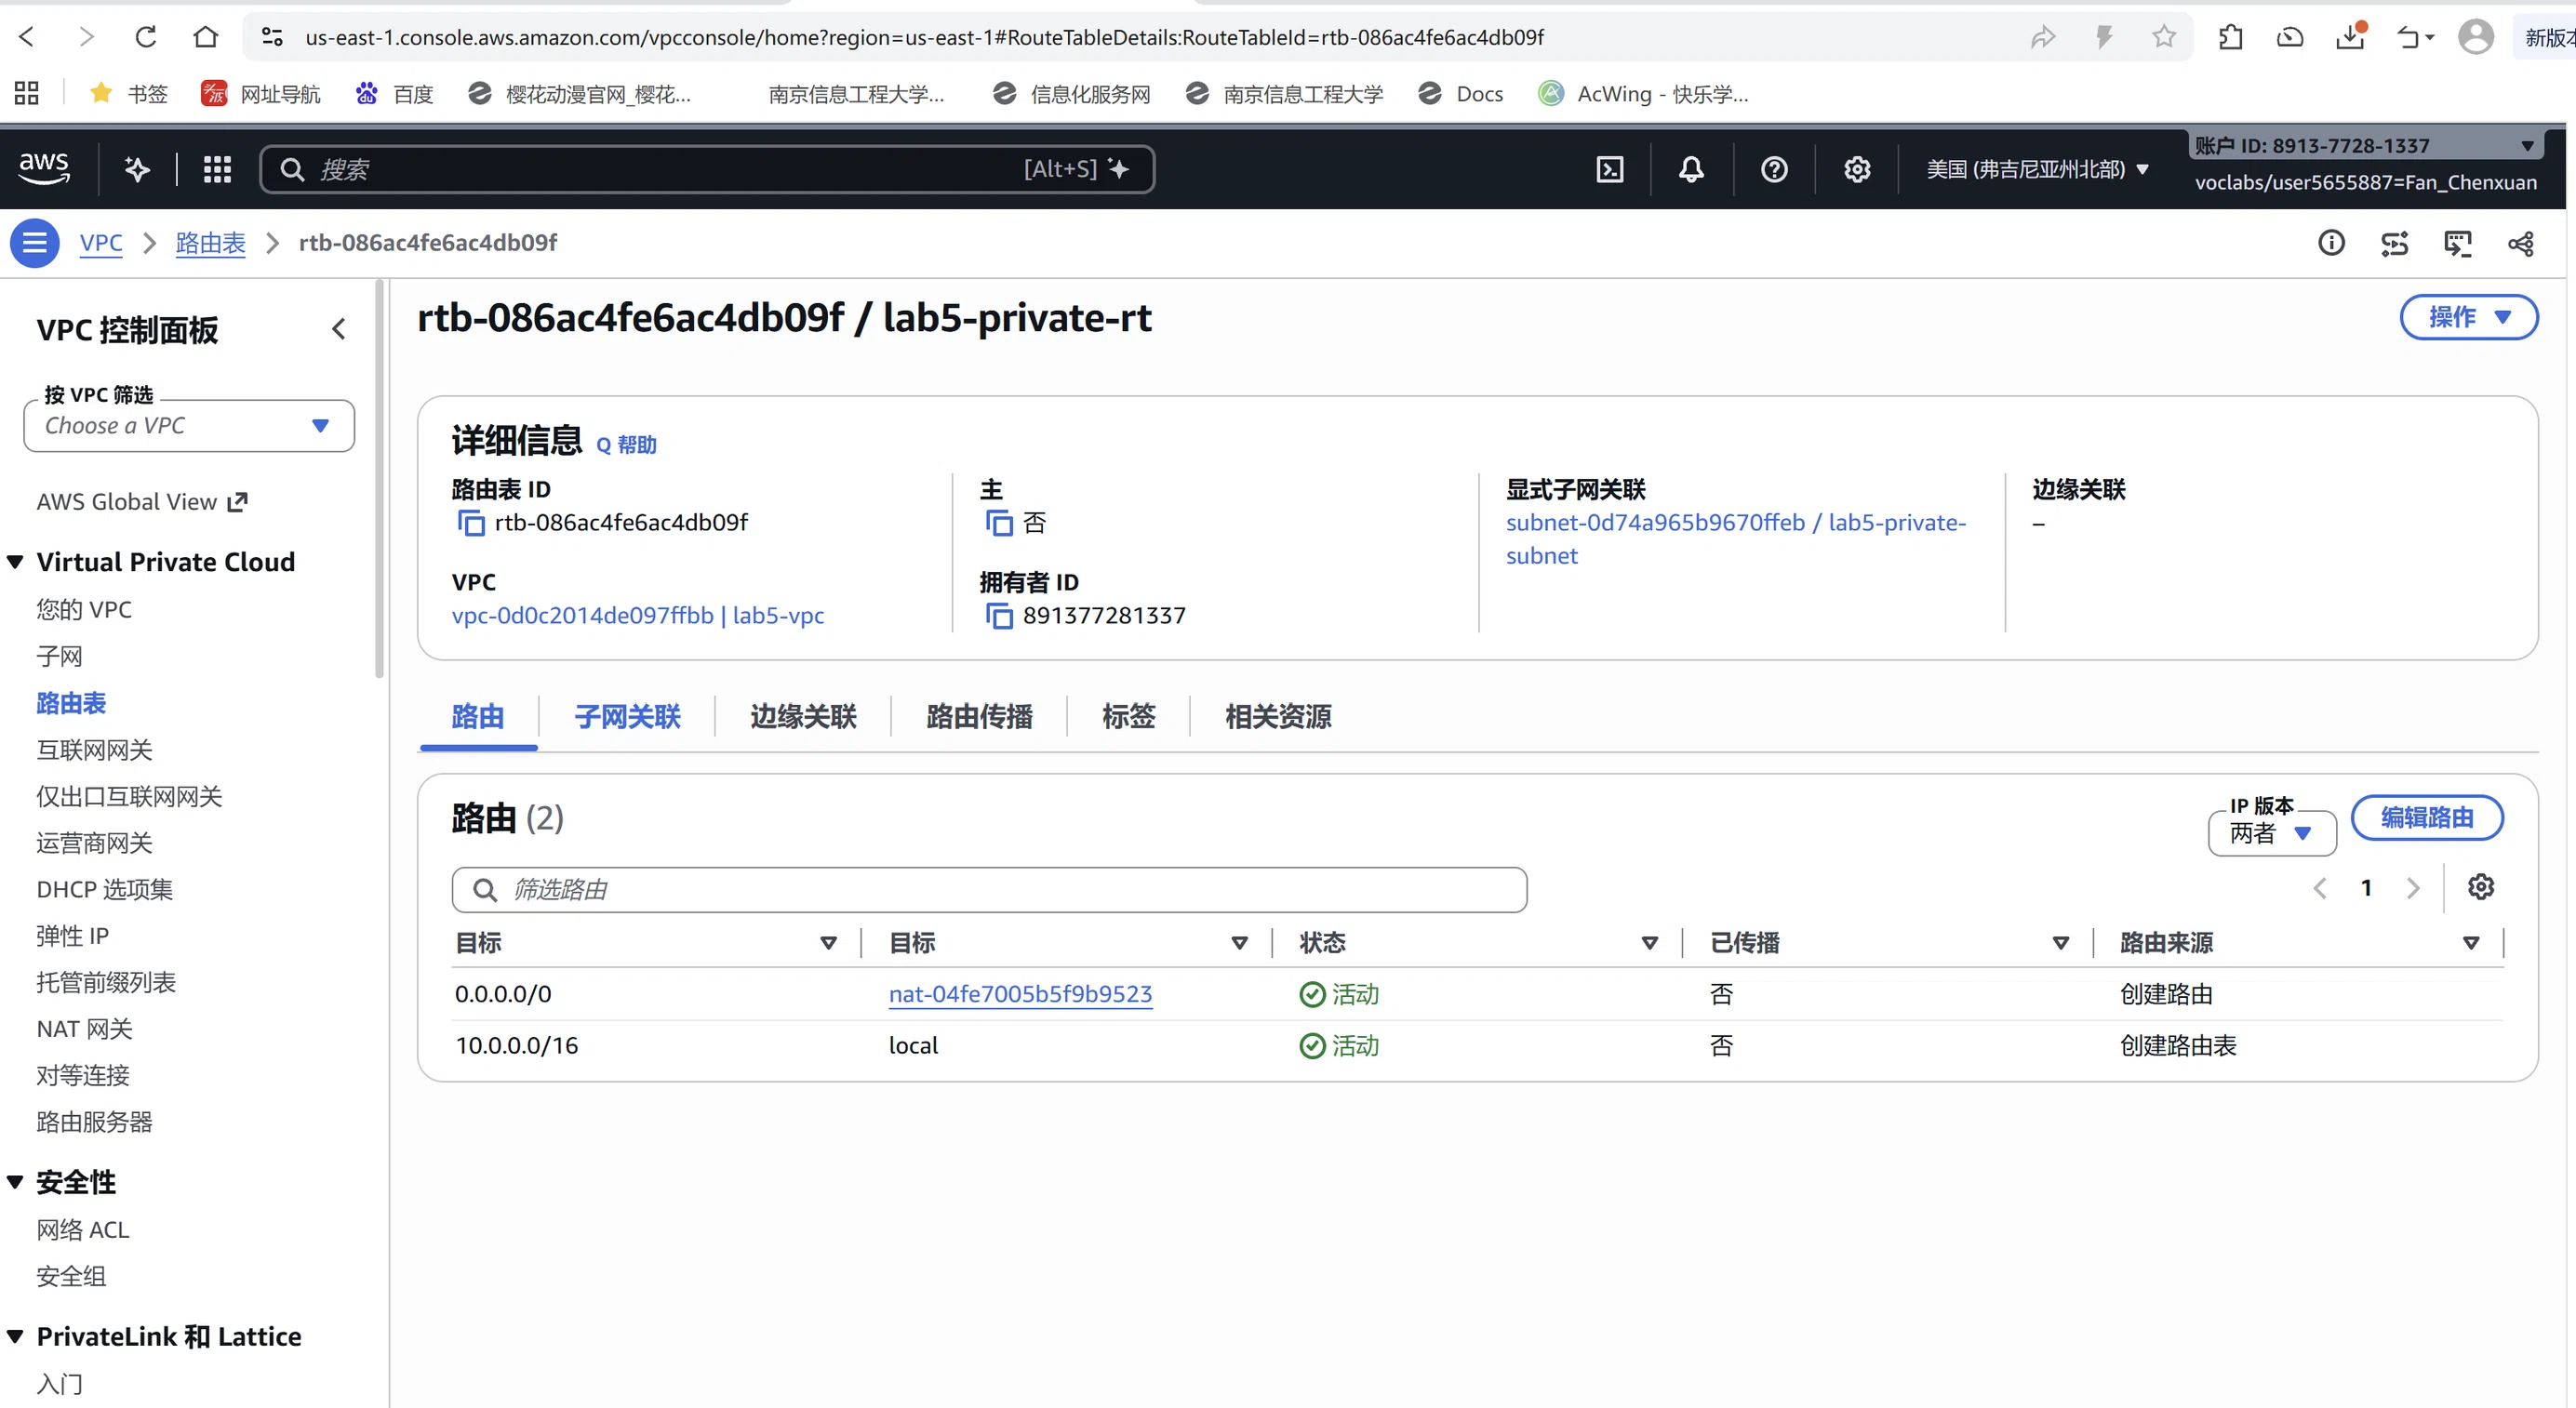 us-east-1.console.aws.amazon.com/vpcconsole/home?region=us-east-1#RouteTableDetails:RouteTableId=rtb-086ac4fe6ac4db09f
新版本
书签
网址导航
百度
樱花动漫官网_樱花...
南京信息工程大学...
信息化服务网
南京信息工程大学
Docs
AcWing - 快乐学...
aws
搜索
[Alt+S]
美国 (弗吉尼亚州北部)
账户 ID: 8913-7728-1337
voclabs/user5655887=Fan_Chenxuan
VPC
路由表
rtb-086ac4fe6ac4db09f
VPC 控制面板
按 VPC 筛选
Choose a VPC
AWS Global View
Virtual Private Cloud
您的 VPC
子网
路由表
互联网网关
仅出口互联网网关
运营商网关
DHCP 选项集
弹性 IP
托管前缀列表
NAT 网关
对等连接
路由服务器
安全性
网络 ACL
安全组
PrivateLink 和 Lattice
入门
rtb-086ac4fe6ac4db09f / lab5-private-rt
操作
详细信息 Q 帮助
路由表 ID
rtb-086ac4fe6ac4db09f
VPC
vpc-0d0c2014de097ffbb | lab5-vpc
主
否
拥有者 ID
891377281337
显式子网关联
subnet-0d74a965b9670ffeb / lab5-private-
subnet
边缘关联
–
路由 子网关联 边缘关联 路由传播 标签 相关资源
路由 (2)
IP 版本
两者
编辑路由
筛选路由
1
目标 目标 状态 已传播 路由来源
0.0.0.0/0 nat-04fe7005b5f9b9523 活动 否 创建路由
10.0.0.0/16 local 活动 否 创建路由表